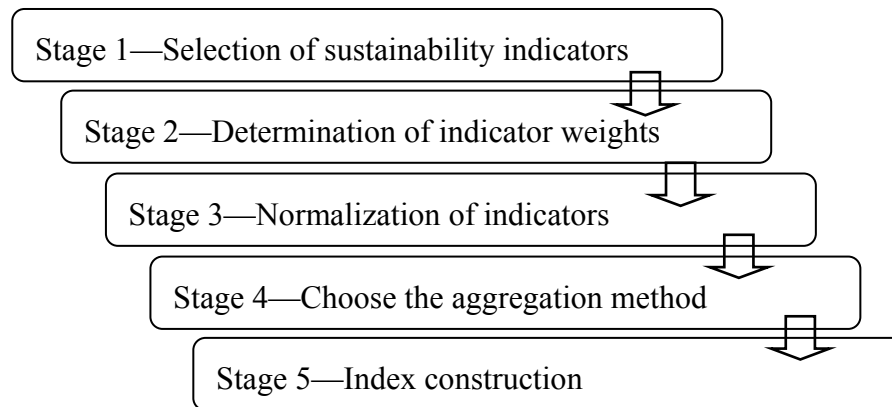 Stage 1—Selection of sustainability indicators
Stage 2—Determination of indicator weights
Stage 3—Normalization of indicators
Stage 4—Choose the aggregation method
Stage 5—Index construction